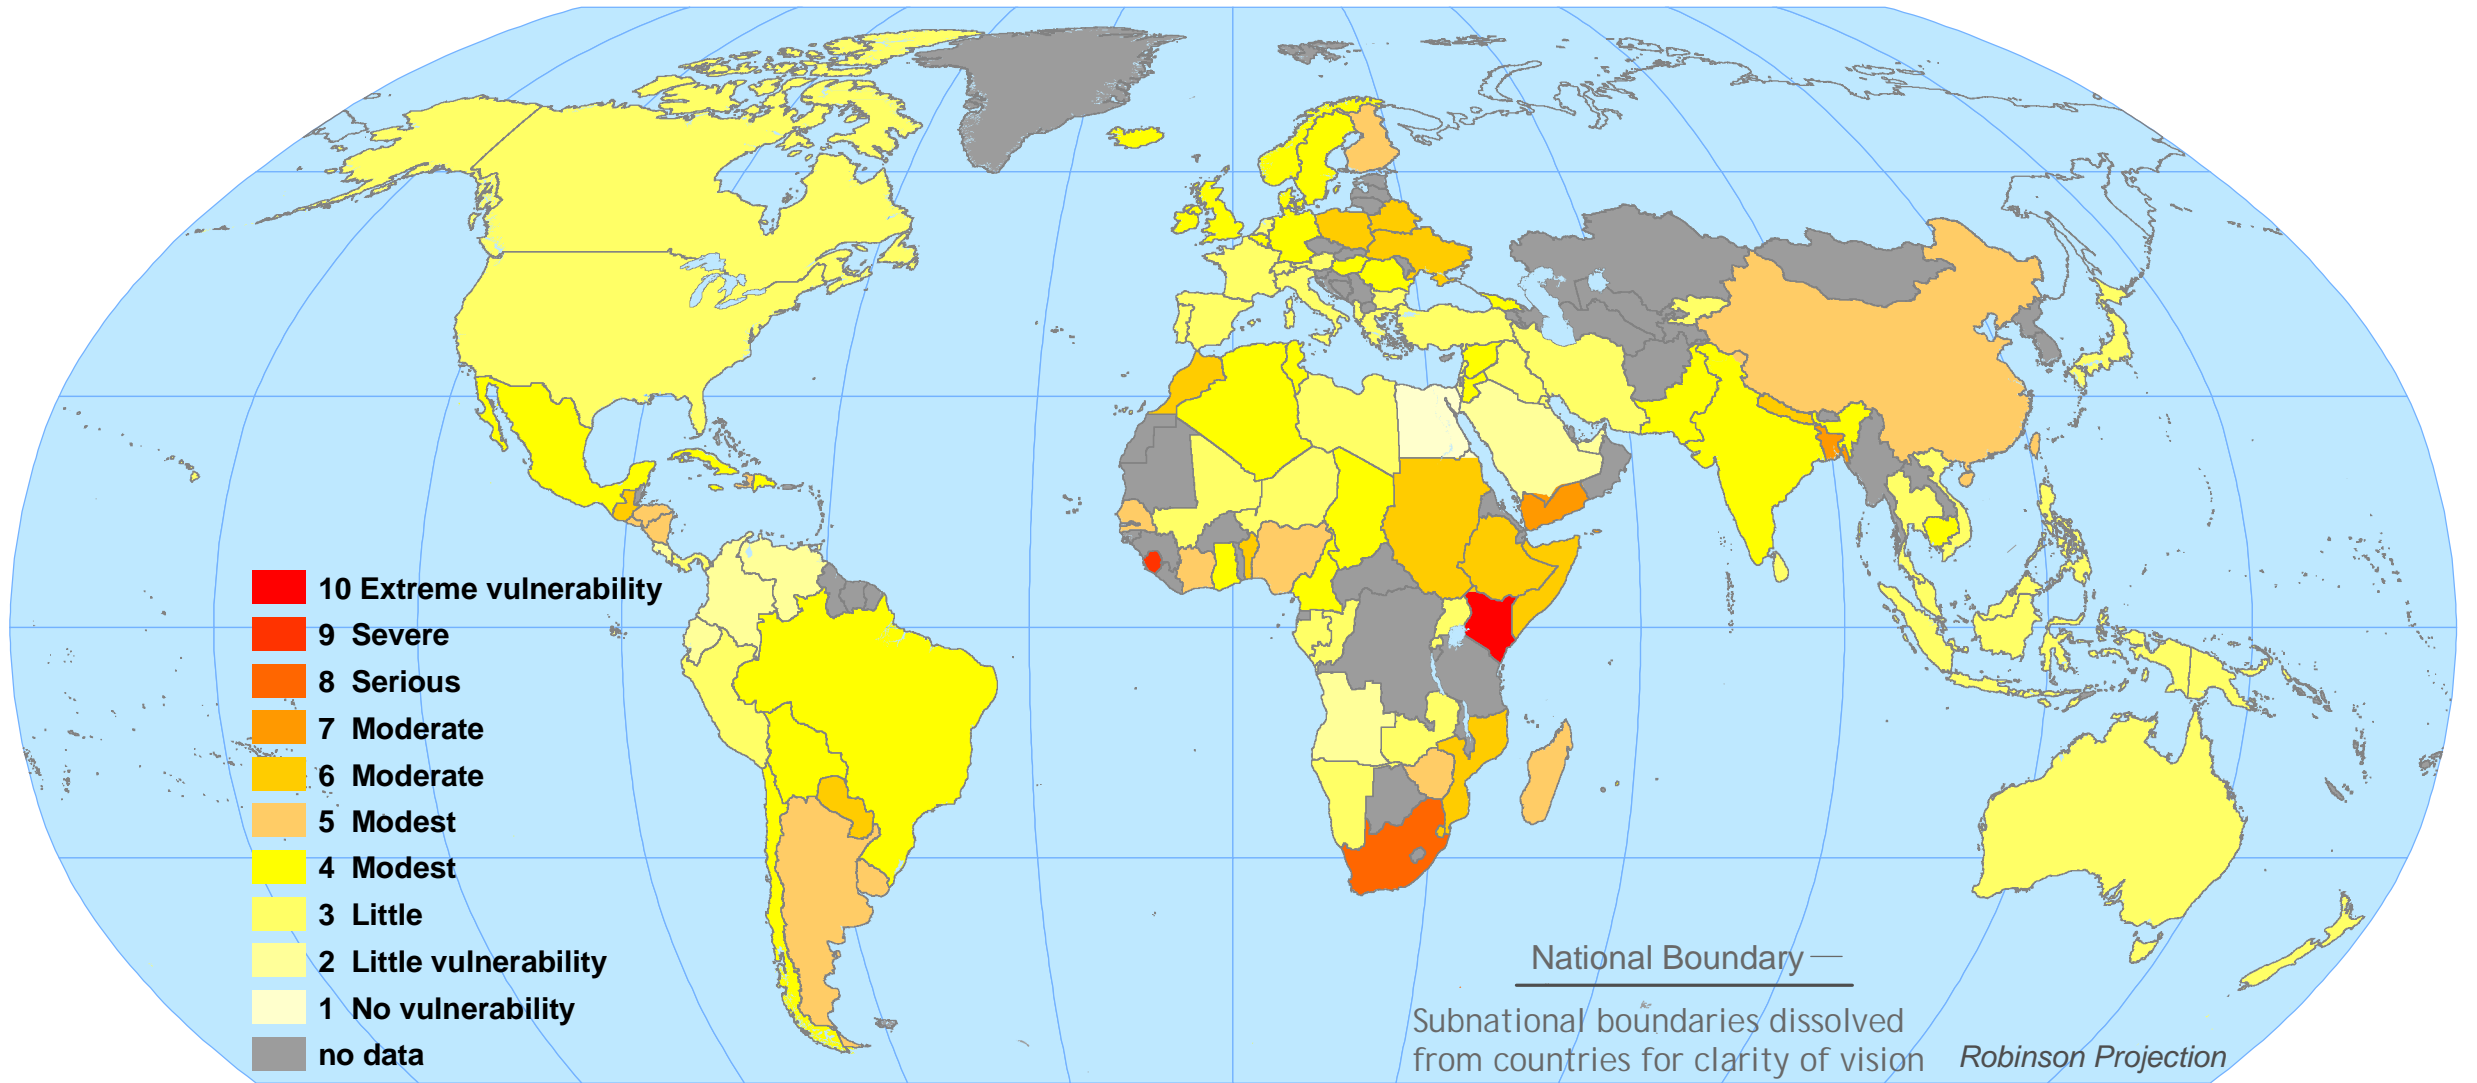 10 Extreme vulnerability
9 Severe
8 Serious
7 Moderate
6 Moderate
5 Modest
4 Modest
3 Little
2 Little vulnerability
1 No vulnerability
no data
National Boundary
Subnational boundaries dissolved
from countries for clarity of vision
Robinson Projection